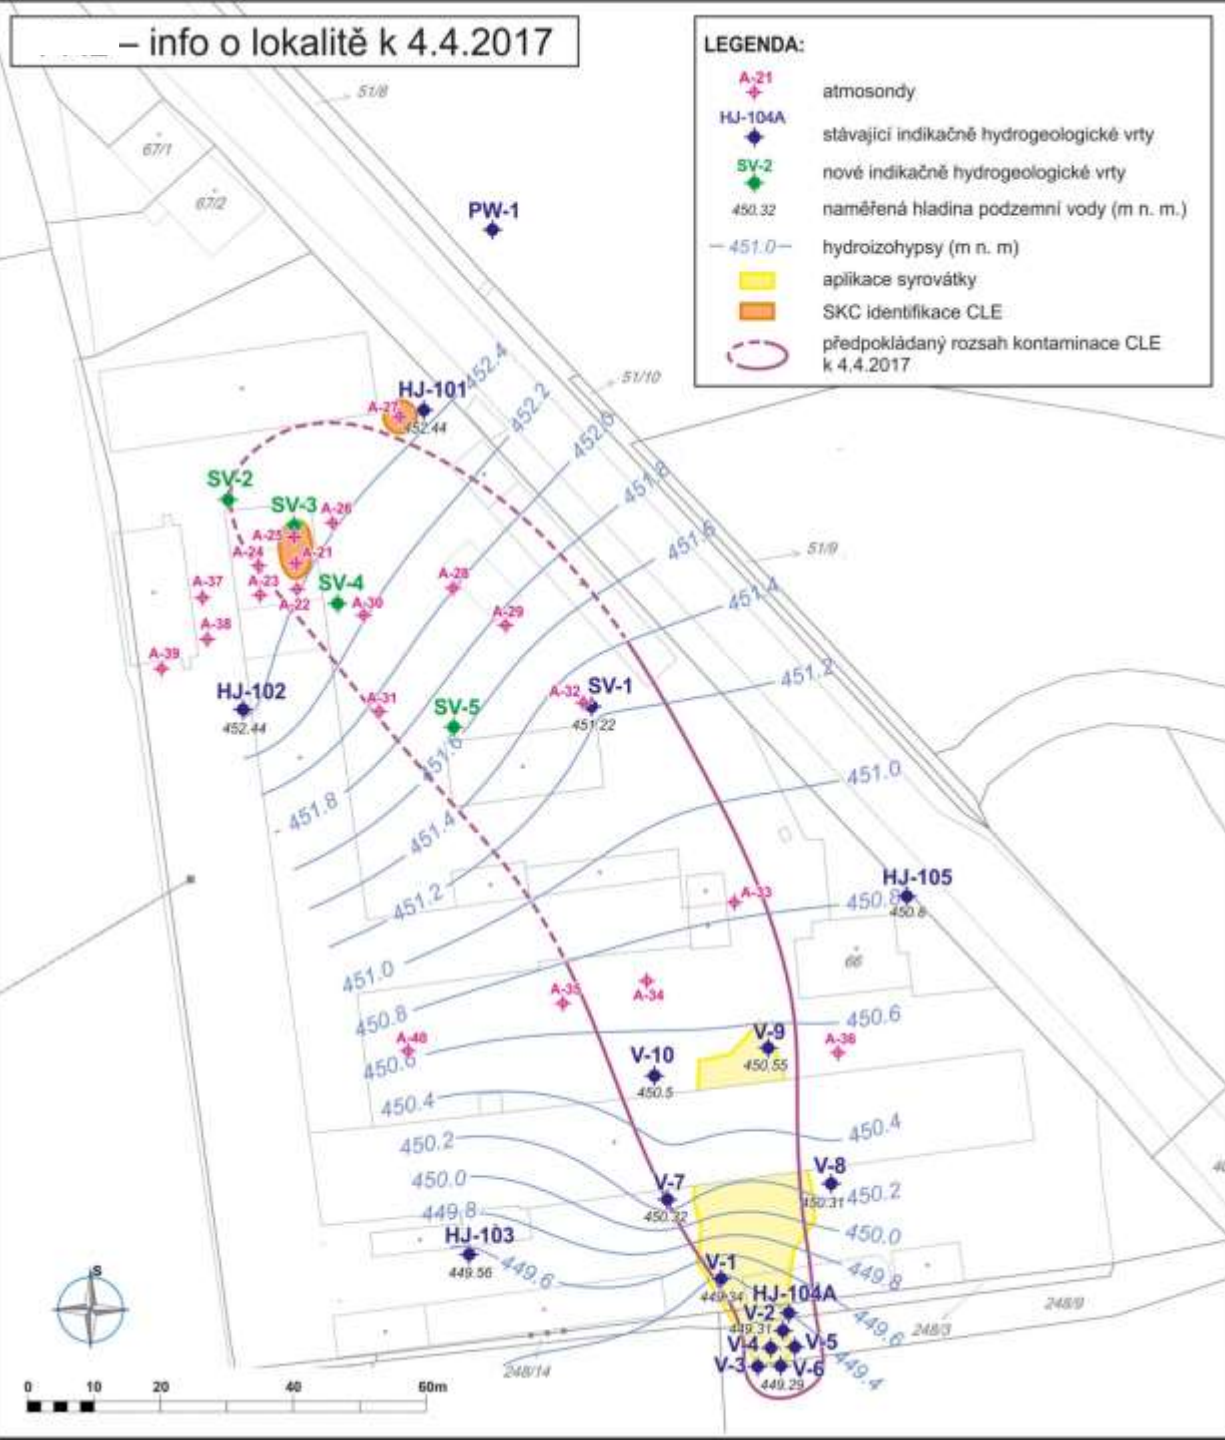 – info o lokalitě k 4.4.2017
LEGENDA:
A-21
atmosondy
HJ-104A
stávající indikačně hydrogeologické vrty
SV-2
nové indikačně hydrogeologické vrty
450.32
naměřená hladina podzemní vody (m n. m.)
451.0
hydroizohypsy (m n. m)
aplikace syrovátky
SKC identifikace CLE
předpokládaný rozsah kontaminace CLE
k 4.4.2017
51/8
67/1
67/2
PW-1
452.4
51/10
HJ-101
A-27
452.44
452.2
452.0
SV-2
451.8
SV-3
A-26
A-25
451.6
51/9
A-24
A-21
A-37
A-23
A-22
SV-4
A-30
A-28
451.4
A-38
A-29
A-39
HJ-102
452.44
A-31
SV-5
A-32
SV-1
451.22
451.2
451.6
451.0
451.8
451.4
HJ-105
450.8
450.8
A-33
451.2
66
451.0
A-35
A-34
450.8
450.6
A-40
V-9
450.55
A-36
450.6
V-10
450.5
450.4
450.4
450.2
V-8
450.31
450.2
450.0
V-7
450.32
449.8
450.0
HJ-103
449.56
449.6
V-1
449.34
449.8
HJ-104A
V-2
449.31
449.6
248/9
248/3
V-4
V-5
V-3
V-6
449.29
449.4
248/14
S
0 10 20 40 60m